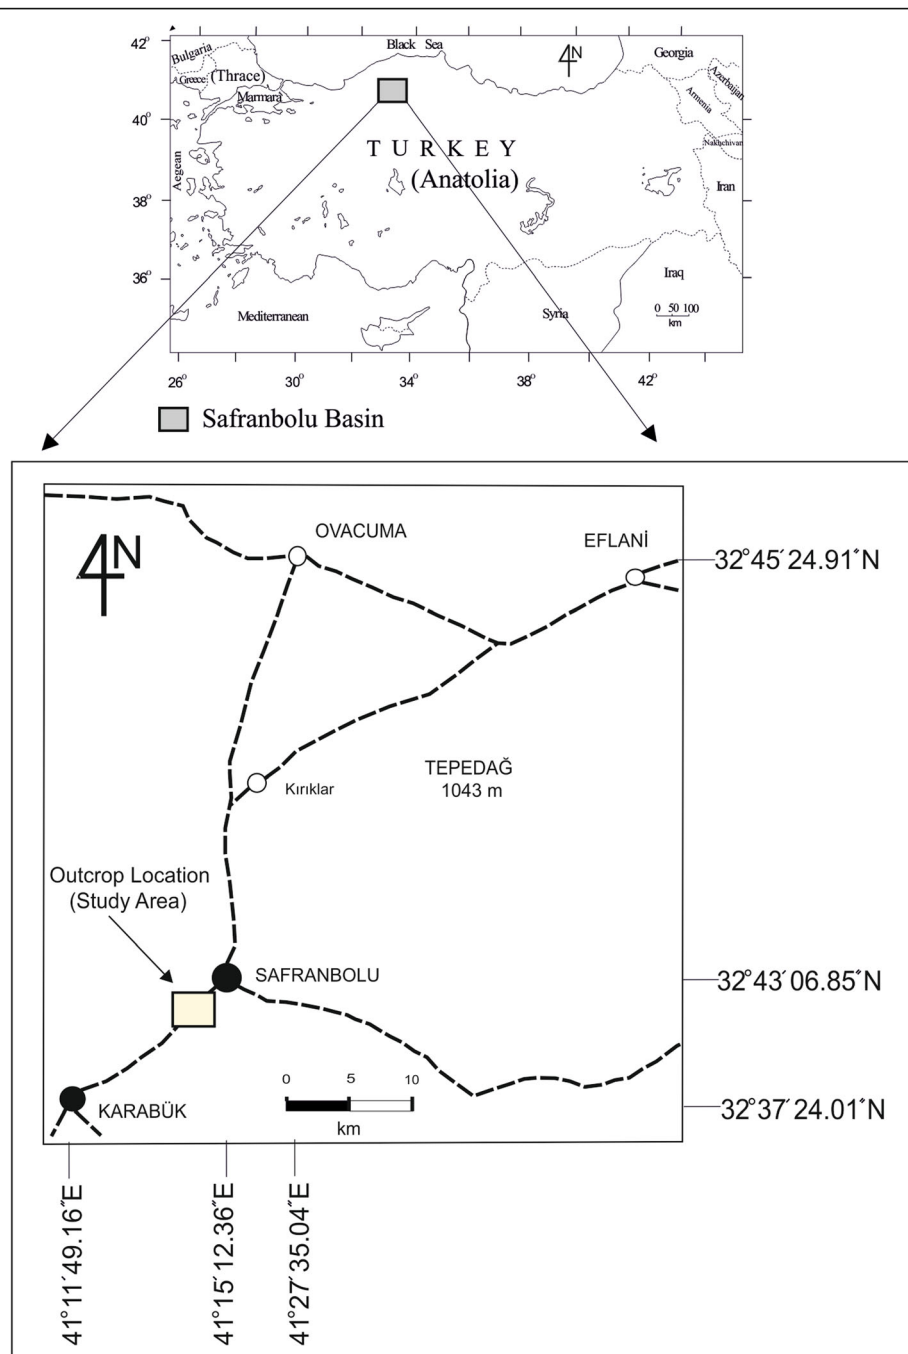 42°
Black Sea
N
Georgia
Bulgaria
Greece
(Thrace)
Marmara
Azerbaijan
Armenia
40°
Nakhchivan
TURKEY
(Anatolia)
Aegean
Iran
38°
36°
Iraq
Mediterranean
Syria
0 50 100
km
26° 30° 34° 38° 42°
Safranbolu Basin
OVACUMA
EFLANİ
N
32°45´24.91˝N
TEPEDAĞ
1043 m
Kırıklar
Outcrop Location
(Study Area)
SAFRANBOLU
32°43´06.85˝N
0 5 10
km
KARABÜK
32°37´24.01˝N
41°11´49.16˝E
41°15´12.36˝E
41°27´35.04˝E